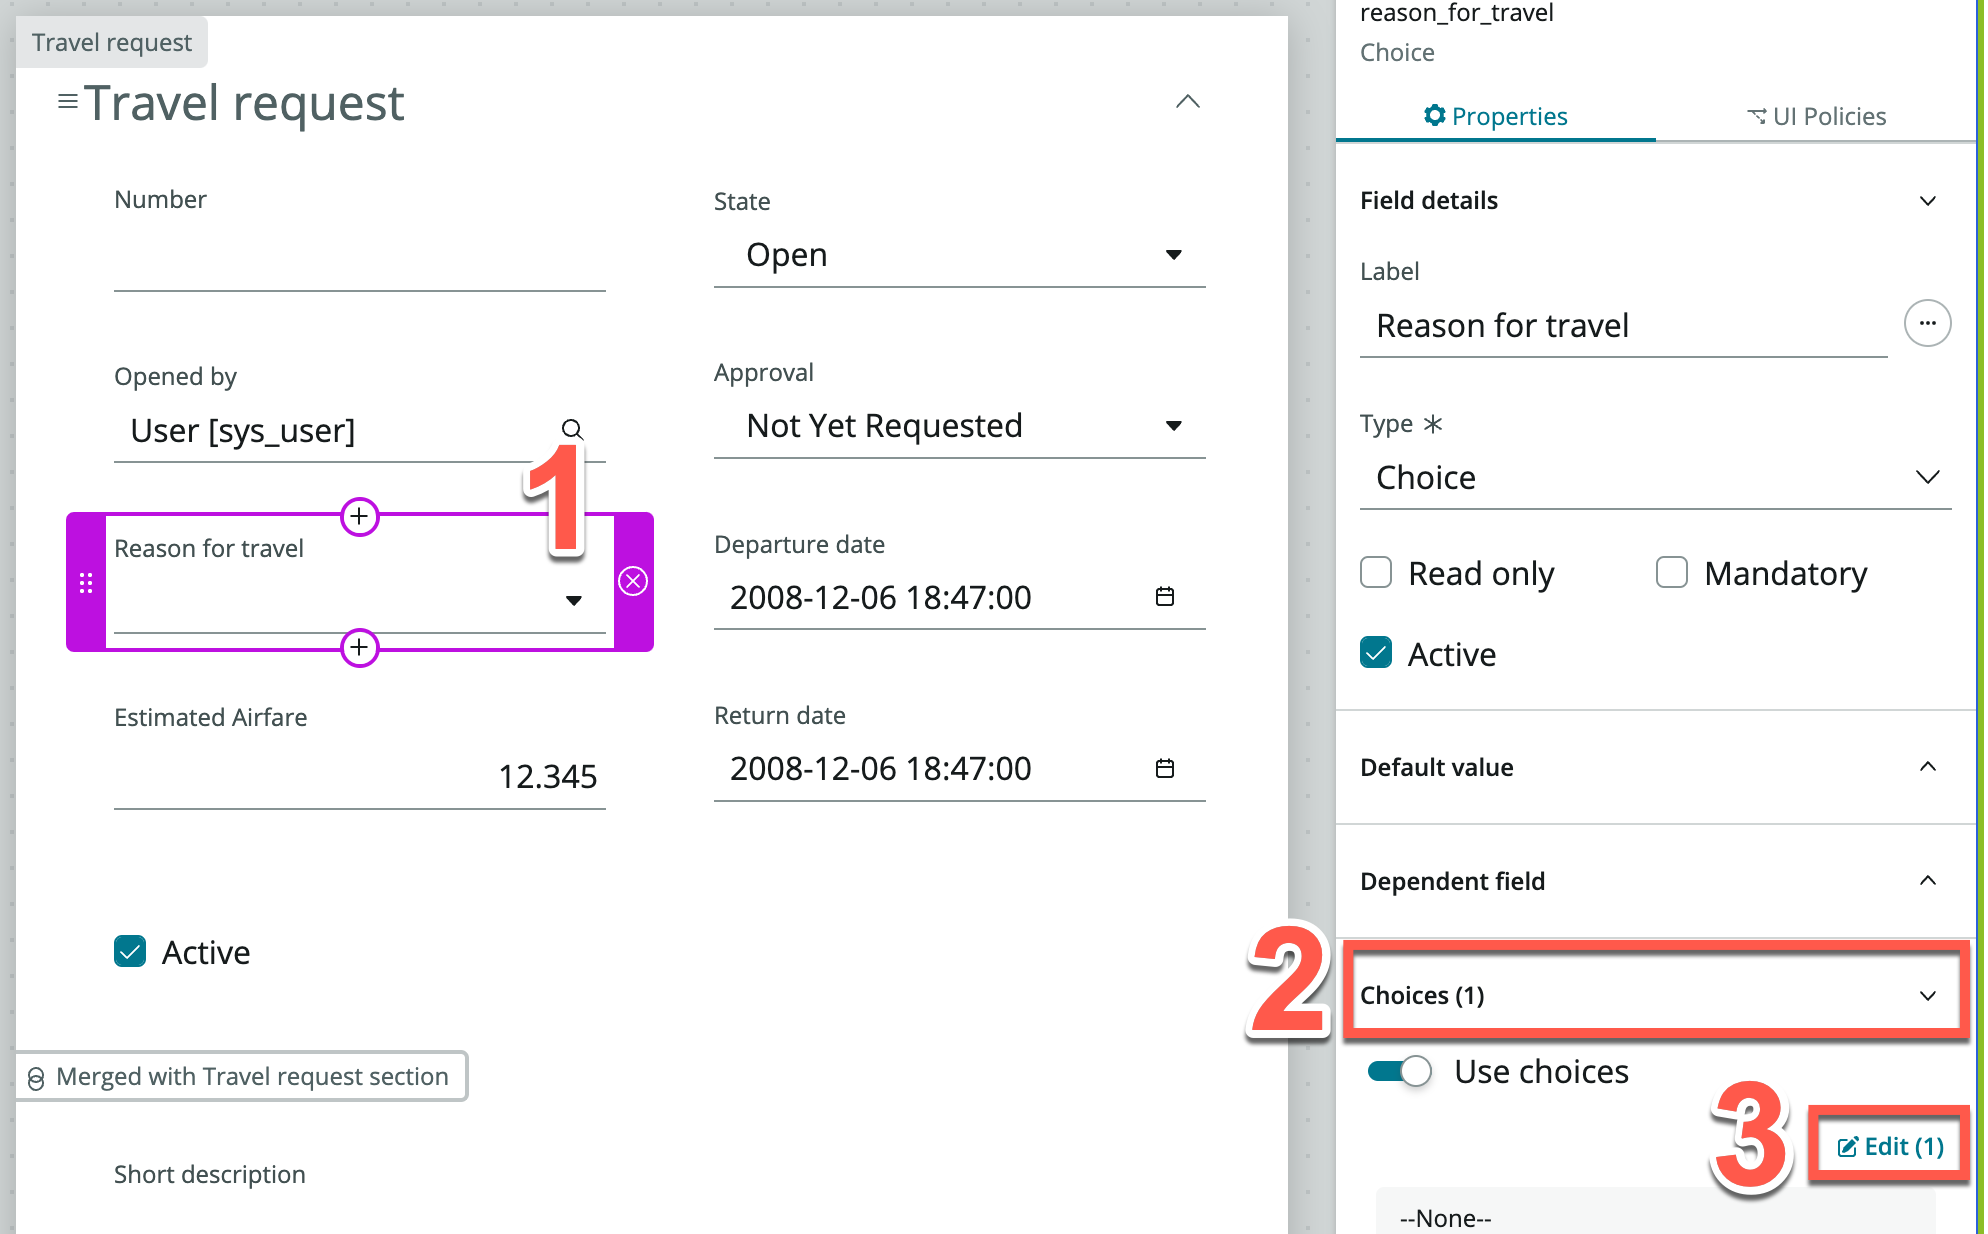 Travel request
Travel request
Number
State
Open
Opened by
User [sys_user]
Approval
Not Yet Requested
1
Reason for travel
Departure date
2008-12-06 18:47:00
Estimated Airfare
12.345
Return date
2008-12-06 18:47:00
Active
Merged with Travel request section
Short description
reason_for_travel
Choice
Properties
UI Policies
Field details
Label
Reason for travel
Type *
Choice
Read only
Mandatory
Active
Default value
Dependent field
2
Choices (1)
Use choices
3
Edit (1)
--None--